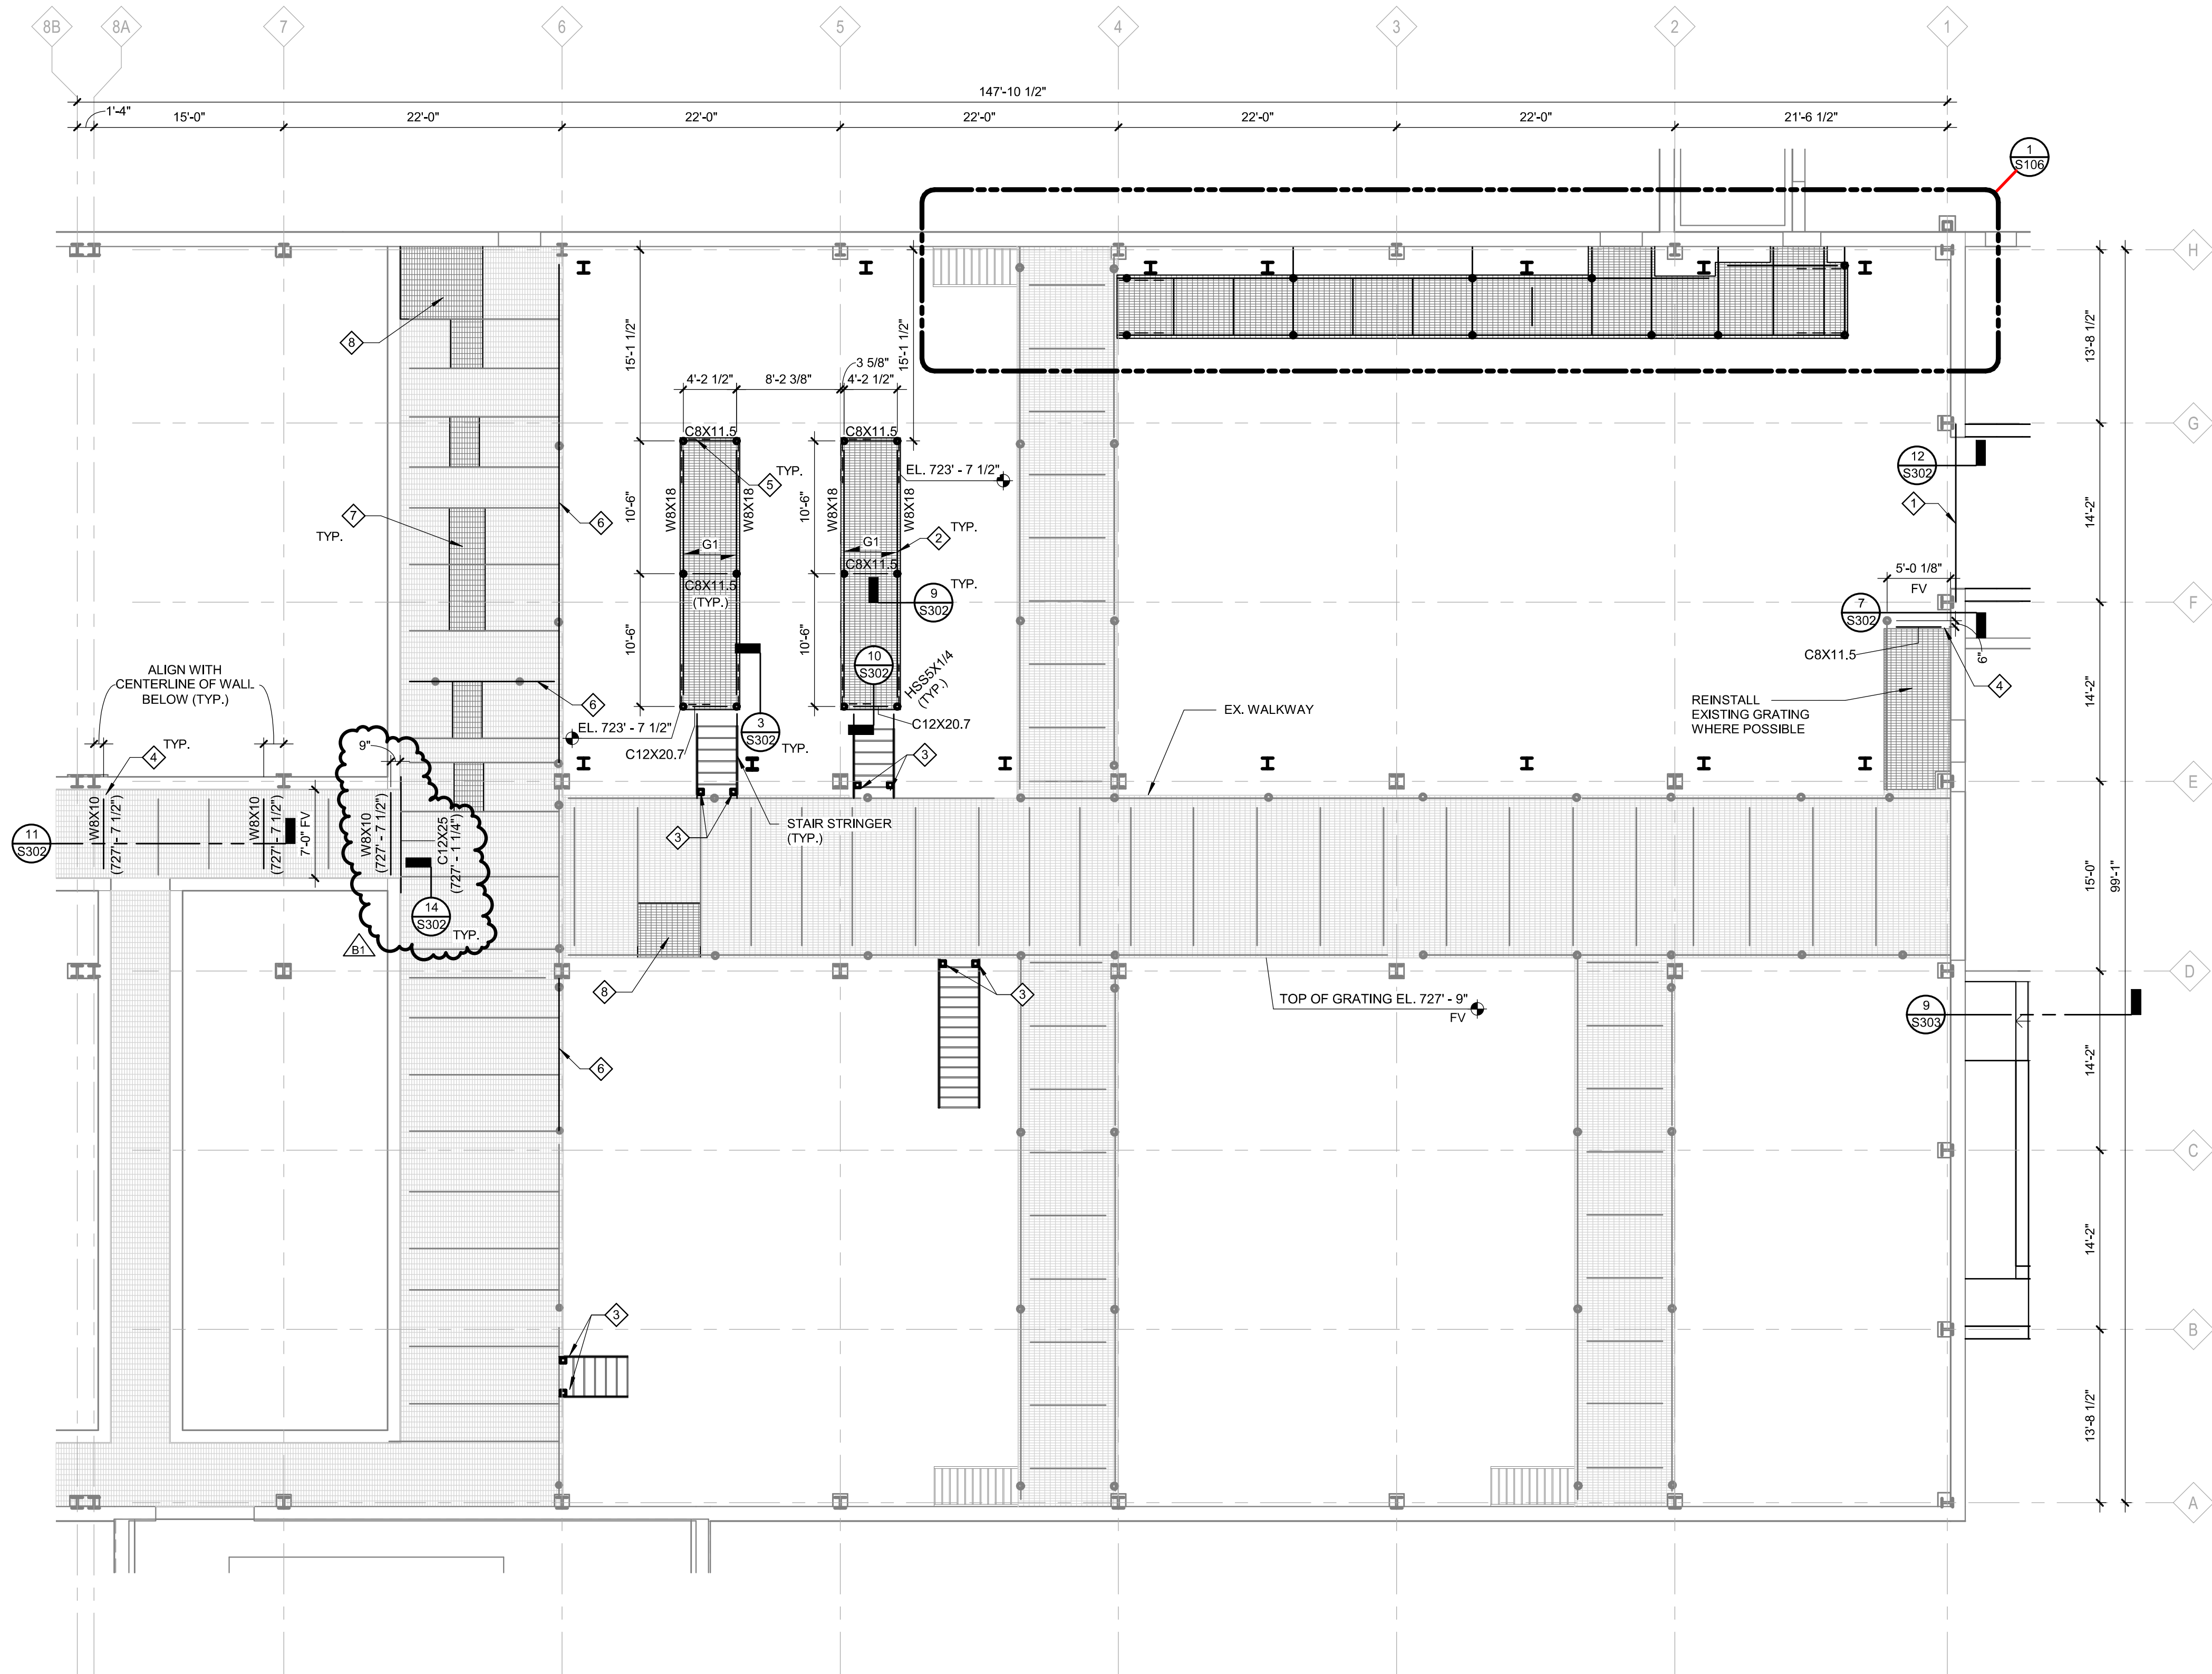 8B
8A
7
6
5
4
3
2
1
147'-10 1/2"
1'-4"
15'-0"
22'-0"
22'-0"
22'-0"
22'-0"
22'-0"
21'-6 1/2"
1
S106
H
8
15'-1 1/2"
15'-1 1/2"
13'-8 1/2"
3 5/8"
4'-2 1/2"
8'-2 3/8"
4'-2 1/2"
G
C8X11.5
C8X11.5
TYP.
5
EL. 723' - 7 1/2"
12
S302
1
W8X18
W8X18
W8X18
W8X18
10'-6"
10'-6"
14'-2"
7
TYP.
6
TYP.
2
G1
G1
C8X11.5
C8X11.5
(TYP.)
TYP.
9
S302
5'-0 1/8"
FV
F
7
S302
10'-6"
10'-6"
ALIGN WITH
CENTERLINE OF WALL
BELOW (TYP.)
10
S302
HSS5X1/4
(TYP.)
C8X11.5
6"
4
14'-2"
6
REINSTALL
EXISTING GRATING
WHERE POSSIBLE
EX. WALKWAY
EL. 723' - 7 1/2"
3
S302
TYP.
C12X20.7
C12X20.7
3
TYP.
4
9"
E
W8X10
(727' - 7 1/2")
W8X10
(727' - 7 1/2")
7'-0" FV
W8X10
(727' - 7 1/2")
C12X25
(727' - 1 1/4")
11
S302
3
STAIR STRINGER
(TYP.)
15'-0"
99'-1"
14
S302
TYP.
B1
D
8
3
TOP OF GRATING EL. 727' - 9"
FV
9
S303
6
14'-2"
C
14'-2"
3
B
13'-8 1/2"
A